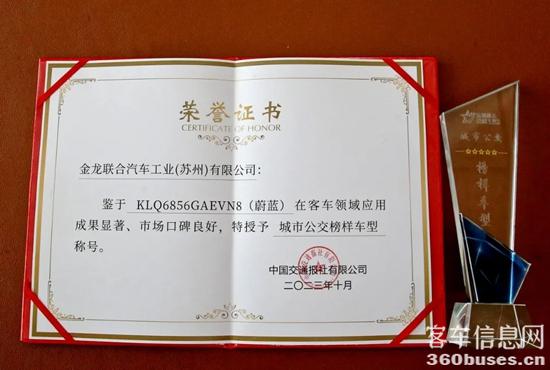 荣誉证书
CERTIFICATE OF HONOR
金龙联合汽车工业(苏州)有限公司：
鉴于 KLQ6856GAEVN8（蔚蓝）在客车领域应用
成果显著、市场口碑良好，特授予 城市公交榜样车型
称号。
中国交通报社有限公司
二〇二三年十月
城市公交
榜样车型
客车信息网
360buses.cn